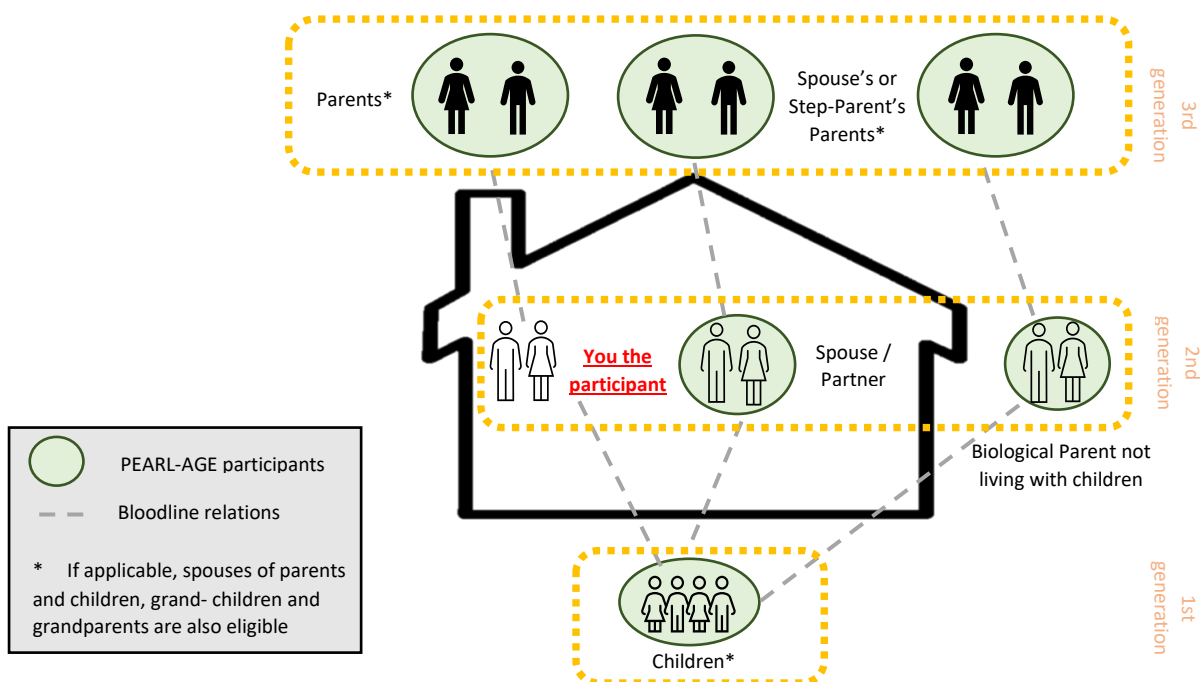 Parents*
Spouse’s or
Step-Parent’s
Parents*
3rd
generation
You the
participant
Spouse /
Partner
2nd
generation
Biological Parent not
living with children
PEARL-AGE participants
Bloodline relations
* If applicable, spouses of parents
and children, grand- children and
grandparents are also eligible
Children*
1st
generation